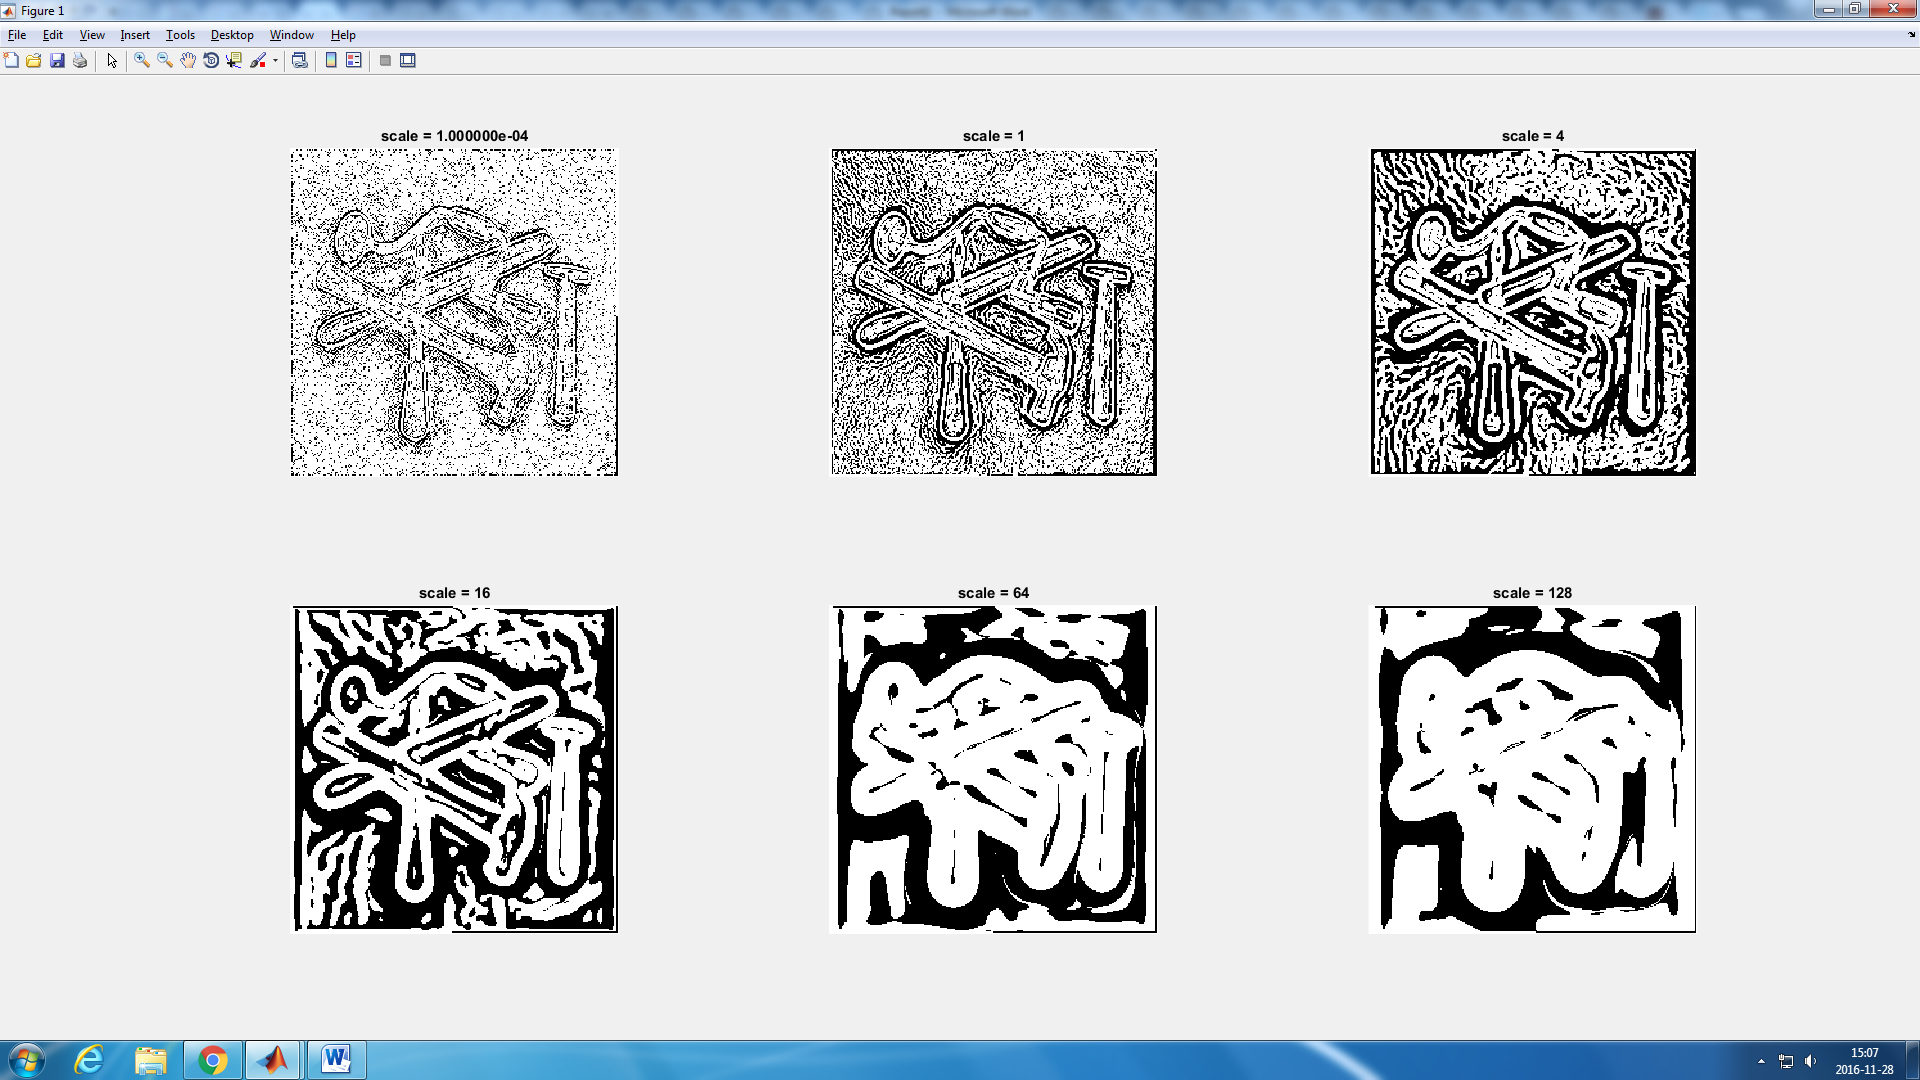 Figure 1
File Edit View Insert Tools Desktop Window Help
scale = 1.000000e-04
scale = 1
scale = 4
scale = 16
scale = 64
scale = 128
15:07
2016-11-28